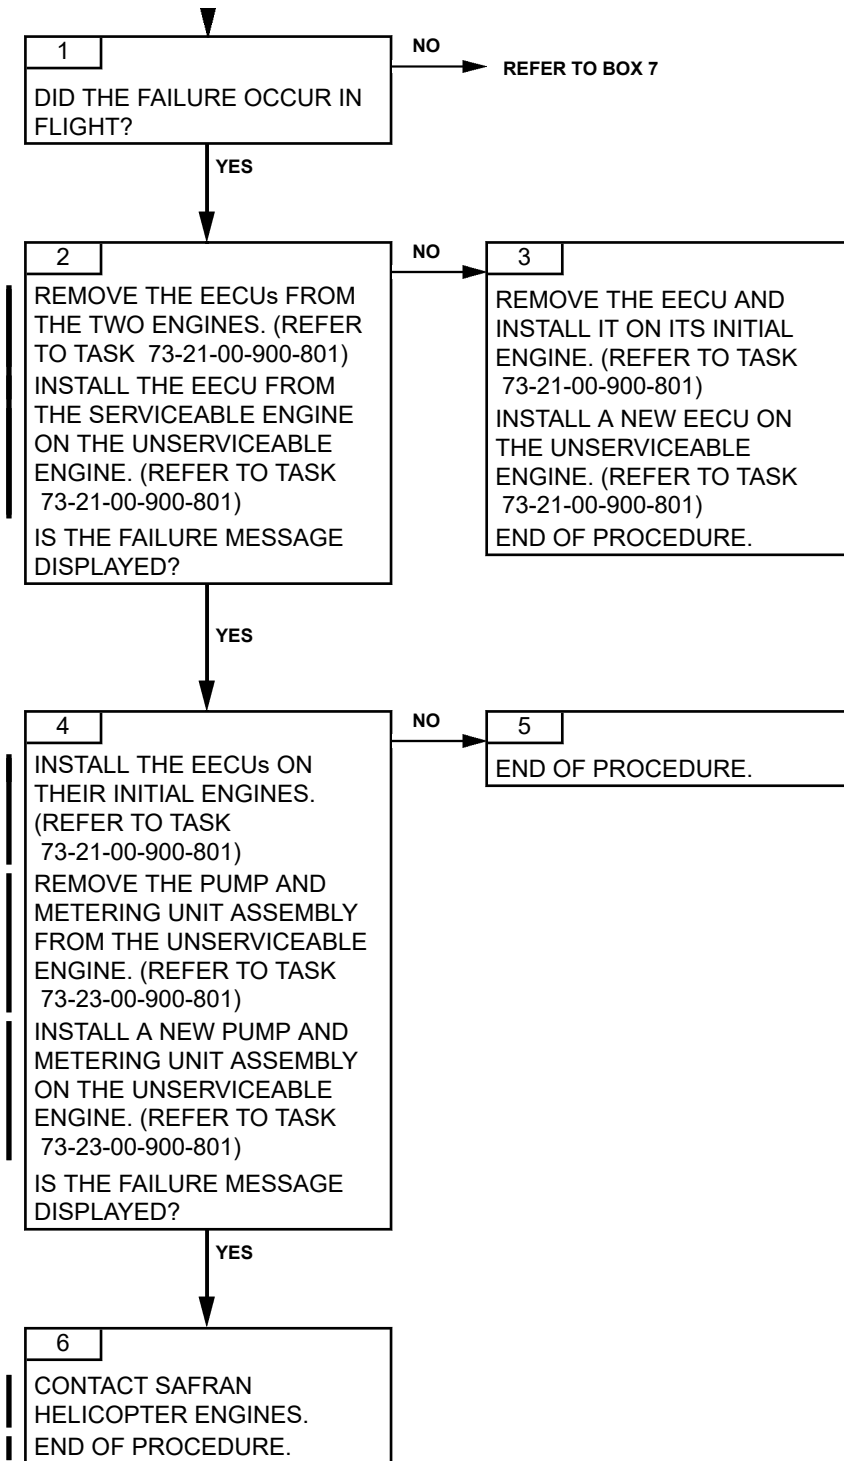 1
NO
REFER TO BOX 7
DID THE FAILURE OCCUR IN
FLIGHT?
YES
2
REMOVE THE EECUs FROM
THE TWO ENGINES. (REFER
TO TASK 73-21-00-900-801)
INSTALL THE EECU FROM
THE SERVICEABLE ENGINE
ON THE UNSERVICEABLE
ENGINE. (REFER TO TASK
73-21-00-900-801)
IS THE FAILURE MESSAGE
DISPLAYED?
NO
3
REMOVE THE EECU AND
INSTALL IT ON ITS INITIAL
ENGINE. (REFER TO TASK
73-21-00-900-801)
INSTALL A NEW EECU ON
THE UNSERVICEABLE
ENGINE. (REFER TO TASK
73-21-00-900-801)
END OF PROCEDURE.
YES
4
INSTALL THE EECUs ON
THEIR INITIAL ENGINES.
(REFER TO TASK
73-21-00-900-801)
REMOVE THE PUMP AND
METERING UNIT ASSEMBLY
FROM THE UNSERVICEABLE
ENGINE. (REFER TO TASK
73-23-00-900-801)
INSTALL A NEW PUMP AND
METERING UNIT ASSEMBLY
ON THE UNSERVICEABLE
ENGINE. (REFER TO TASK
73-23-00-900-801)
IS THE FAILURE MESSAGE
DISPLAYED?
NO
5
END OF PROCEDURE.
YES
6
CONTACT SAFRAN
HELICOPTER ENGINES.
END OF PROCEDURE.